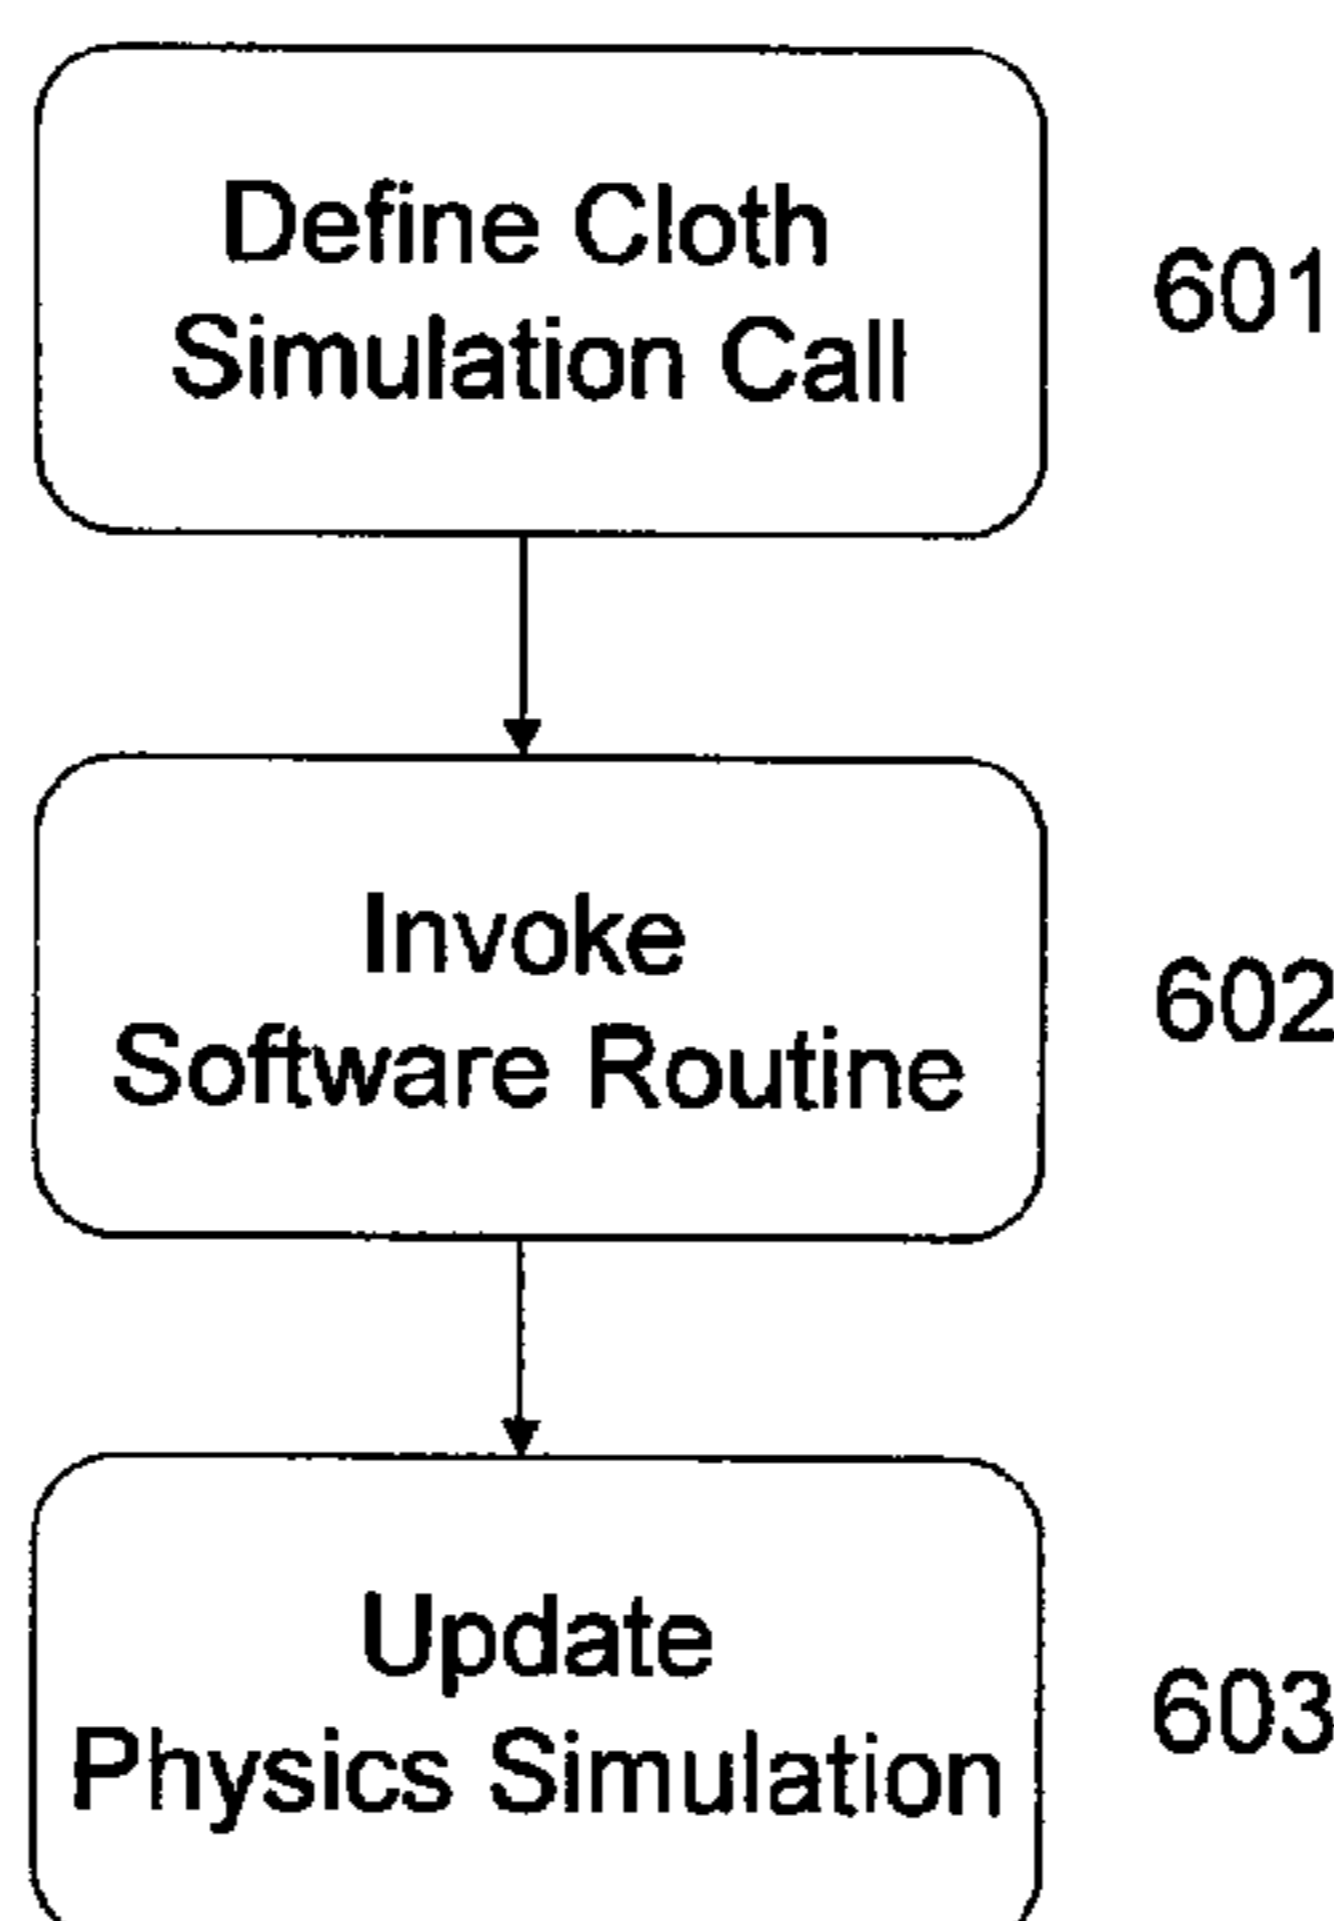 Define Cloth
Simulation Call
601
Invoke
Software Routine
602
Update
Physics Simulation
603